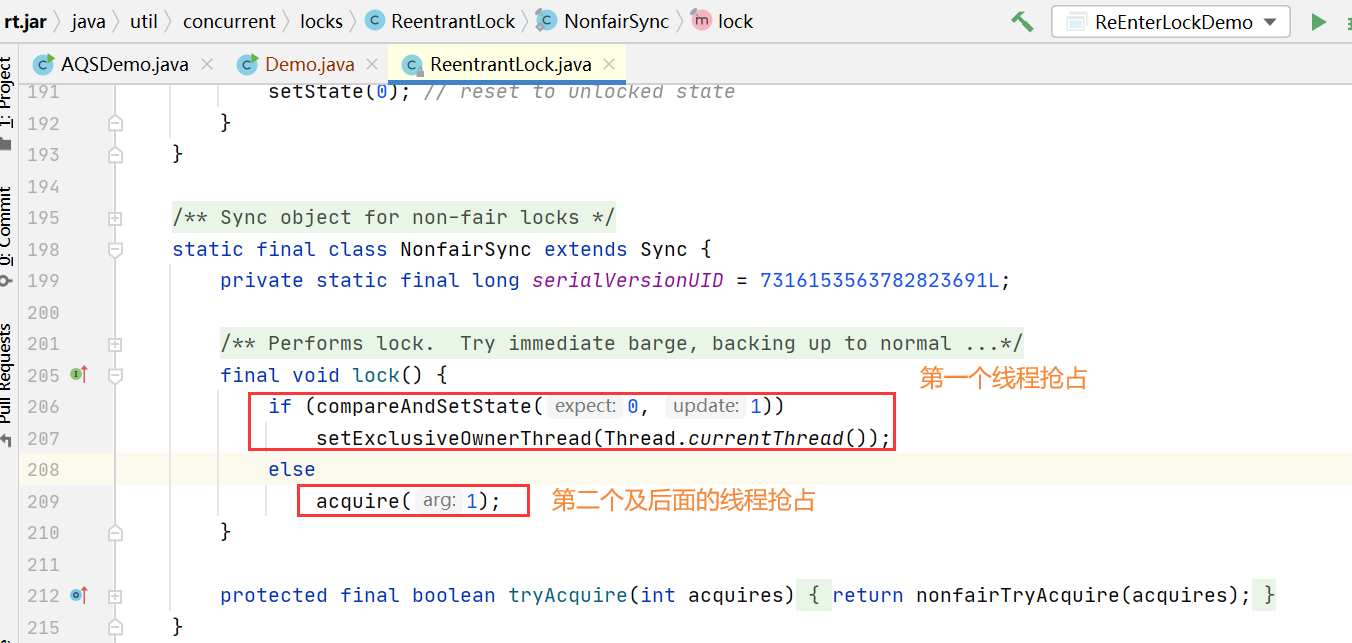 rt.jar java util concurrent locks ReentrantLock NonfairSync lock ReEnterLockDemo
AQSDemo.java Demo.java ReentrantLock.java
1: Project
0: Commit
Pull Requests
191 setState(0); // reset to unlocked state
192 }
193 }
194
195 /** Sync object for non-fair locks */
198 static final class NonfairSync extends Sync {
199 private static final long serialVersionUID = 7316153563782823691L;
200
201 /** Performs lock.  Try immediate barge, backing up to normal ...*/
205 final void lock() {
第一个线程抢占
206 if (compareAndSetState( expect: 0, update: 1))
207 setExclusiveOwnerThread(Thread.currentThread());
208 else
209 acquire( arg: 1); 第二个及后面的线程抢占
210 }
211
212 protected final boolean tryAcquire(int acquires) { return nonfairTryAcquire(acquires); }
215 }